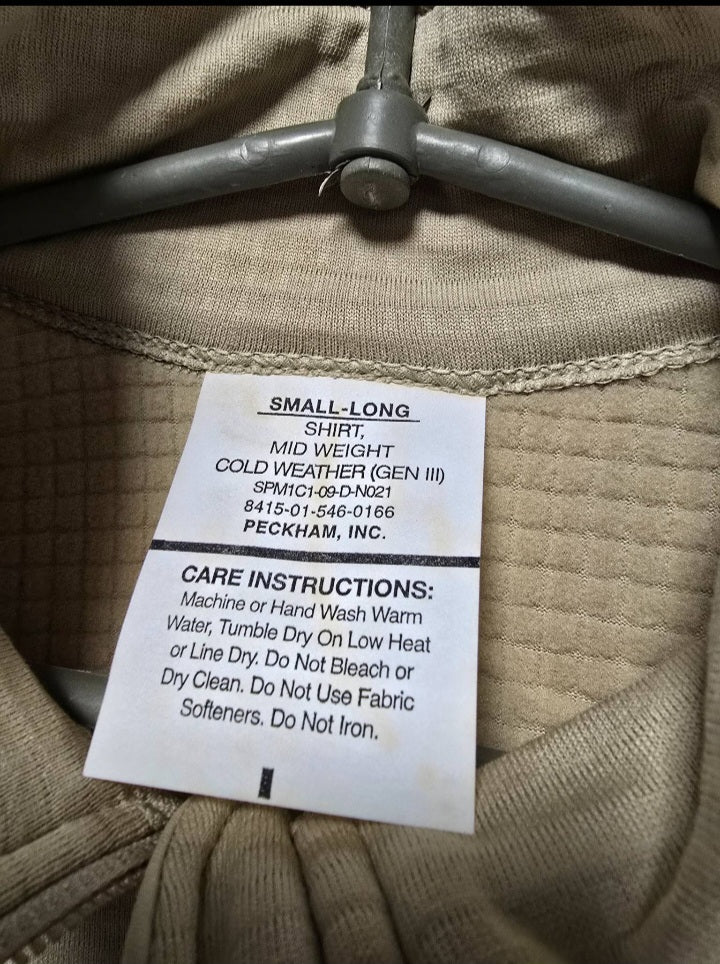 SMALL-LONG
SHIRT,
MID WEIGHT
COLD WEATHER (GEN III)
SPM1C1-09-D-N021
8415-01-546-0166
PECKHAM, INC.
CARE INSTRUCTIONS:
Machine or Hand Wash Warm
Water, Tumble Dry On Low Heat
or Line Dry. Do Not Bleach or
Dry Clean. Do Not Use Fabric
Softeners. Do Not Iron.